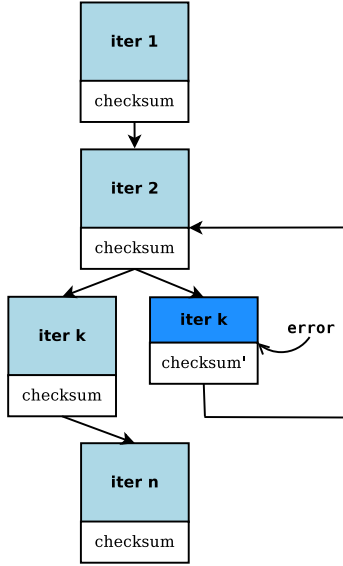 iter 1
checksum
iter 2
checksum
iter k
checksum
iter k
checksum'
error
iter n
checksum